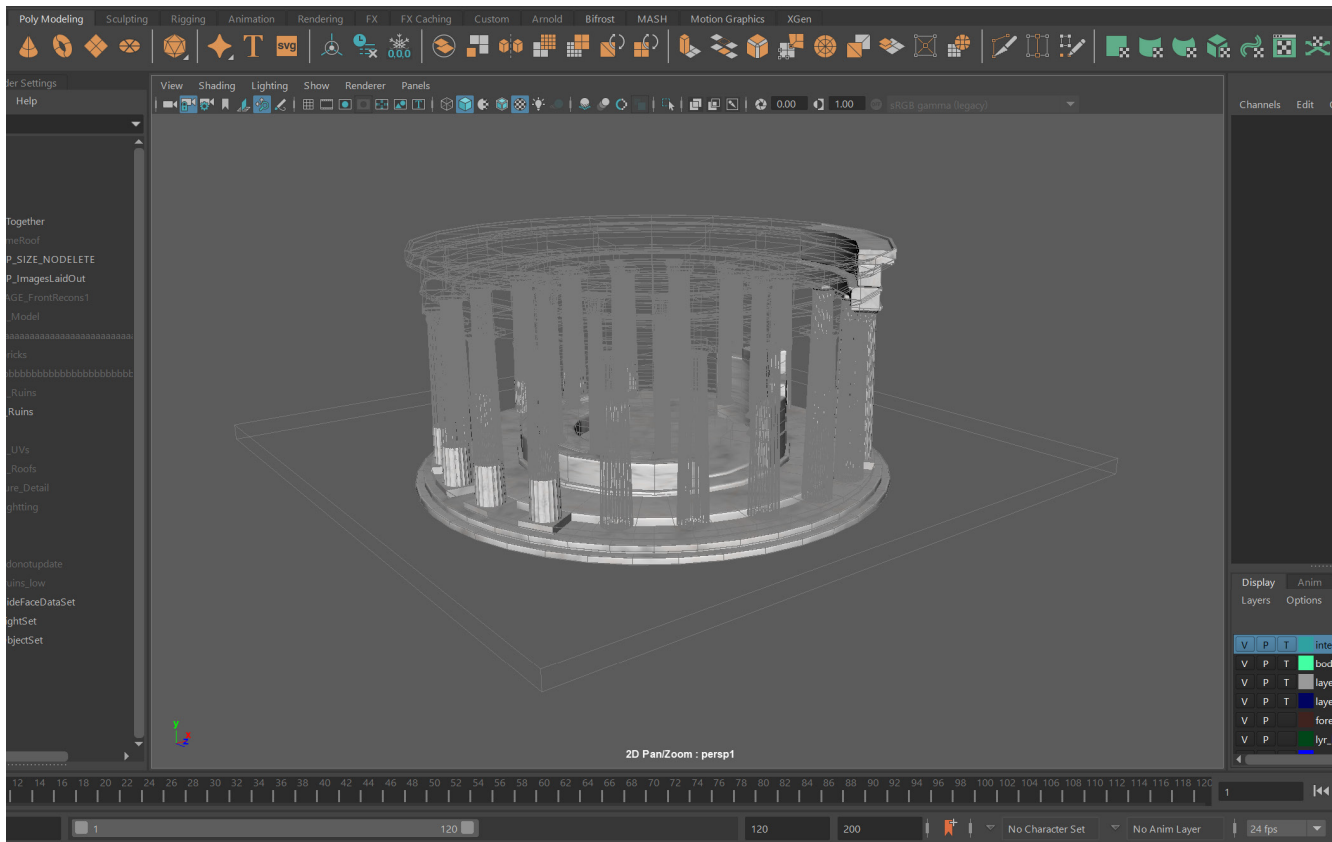 Poly Modeling Sculpting Rigging Animation Rendering FX FX Caching Custom Arnold Bifrost MASH Motion Graphics XGen
T svg 0,0,0
der Settings
Help
View Shading Lighting Show Renderer Panels
0.00 1.00 sRGB gamma (legacy)
Channels Edit
Together
meRoof
P_SIZE_NODELETE
P_ImagesLaidOut
AGE_FrontRecons1
_Model
aaaaaaaaaaaaaaaaaaaaaaaaaa
ricks
bbbbbbbbbbbbbbbbbbbbbbbb
_Ruins
_Ruins
_UVs
_Roofs
ure_Detail
ghtting
donotupdate
uins_low
ideFaceDataSet
ghtSet
bjectSet
Display Anim
Layers Options
V P T inte
V P T bod
V P T laye
V P T laye
V P fore
V P lyr_
y x z
2D Pan/Zoom : persp1
12 14 16 18 20 22 24 26 28 30 32 34 36 38 40 42 44 46 48 50 52 54 56 58 60 62 64 66 68 70 72 74 76 78 80 82 84 86 88 90 92 94 96 98 100 102 104 106 108 110 112 114 116 118 120
1
1 120 120 200 No Character Set No Anim Layer 24 fps